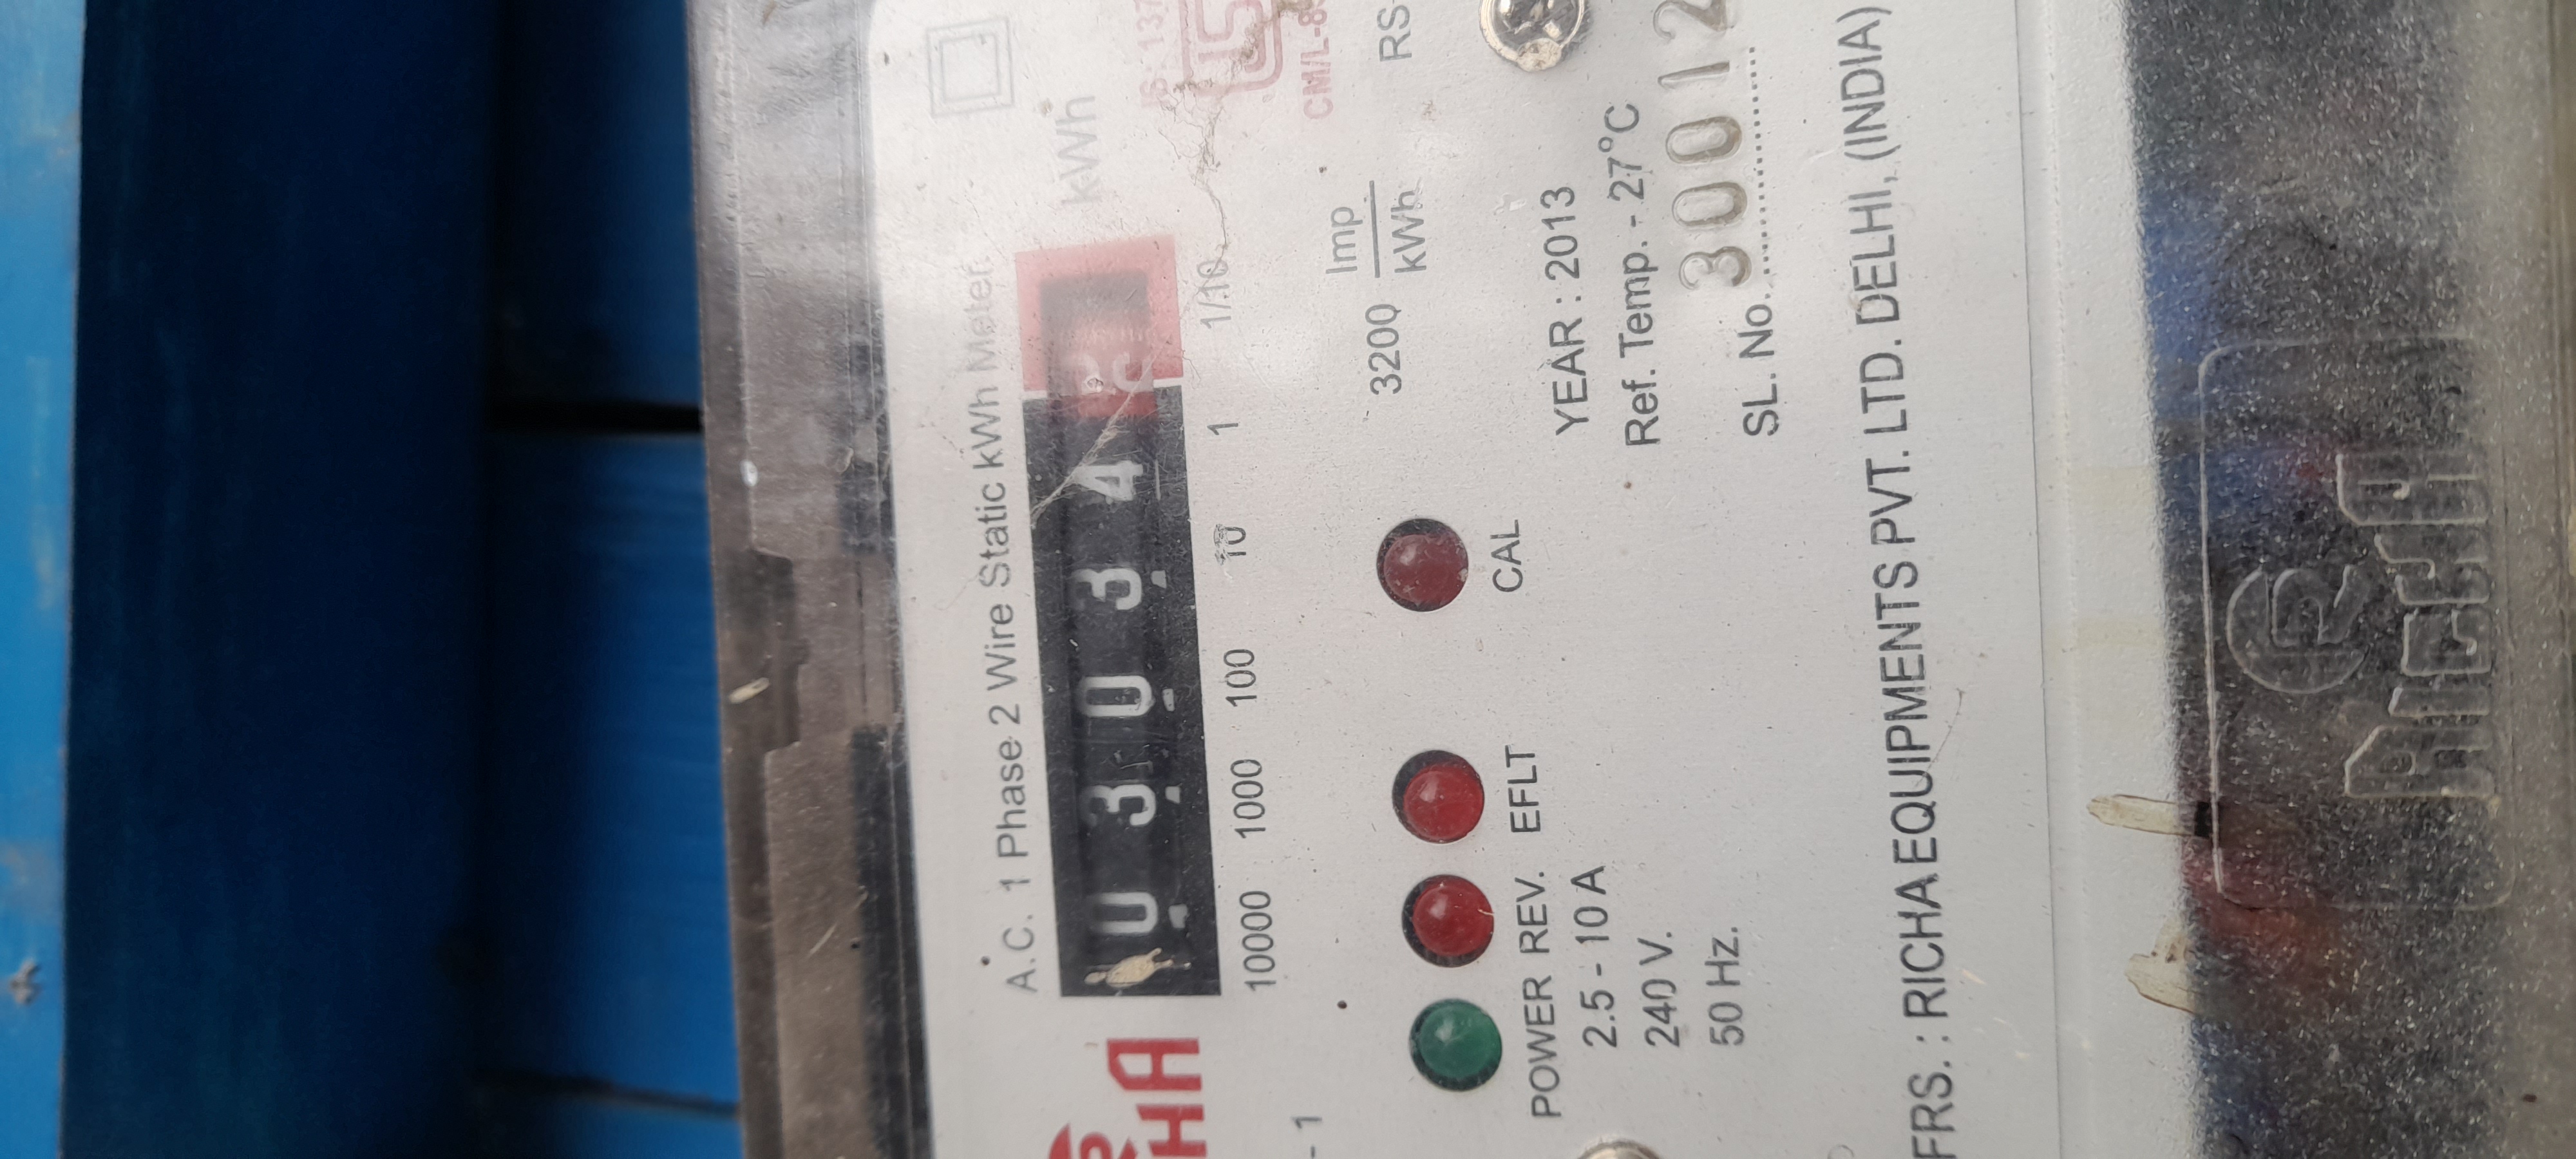 A.C. 1 Phase 2 Wire Static kWh Meter.
0 3 0 3 4
kWh
10000 1000 100 10 1 1/10
3200 Imp/kWh
CM/L-8
RS
POWER REV. EFLT CAL
2.5 - 10 A
240 V.
50 Hz.
YEAR : 2013
Ref. Temp. - 27°C
SL. No. 30012
FRS. : RICHA EQUIPMENTS PVT. LTD. DELHI, (INDIA)
R
RICHA